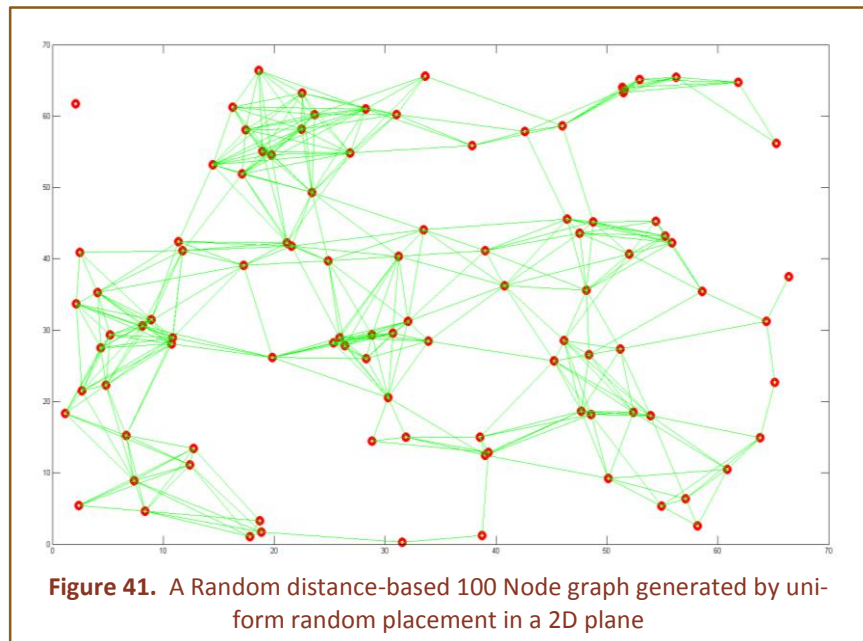 70
60
50
40
30
20
10
0
0 10 20 30 40 50 60 70
Figure 41. A Random distance-based 100 Node graph generated by uni-
form random placement in a 2D plane